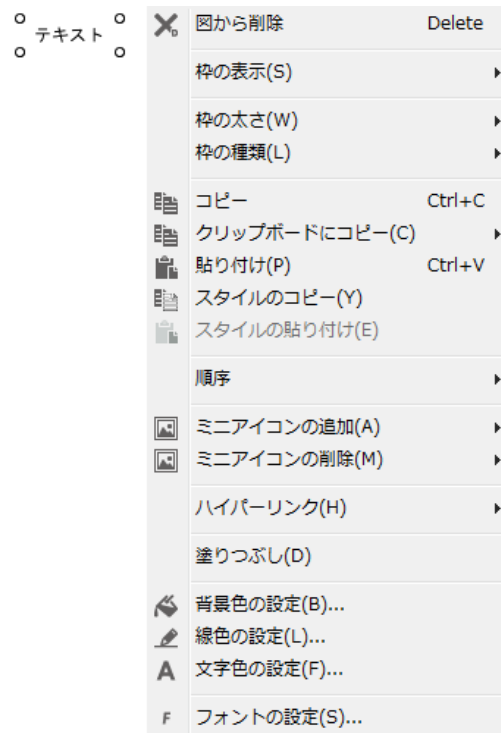 テキスト
図から削除 Delete
枠の表示(S)
枠の太さ(W)
枠の種類(L)
コピー Ctrl+C
クリップボードにコピー(C)
貼り付け(P) Ctrl+V
スタイルのコピー(Y)
スタイルの貼り付け(E)
順序
ミニアイコンの追加(A)
ミニアイコンの削除(M)
ハイパーリンク(H)
塗りつぶし(D)
背景色の設定(B)...
線色の設定(L)...
文字色の設定(F)...
フォントの設定(S)...